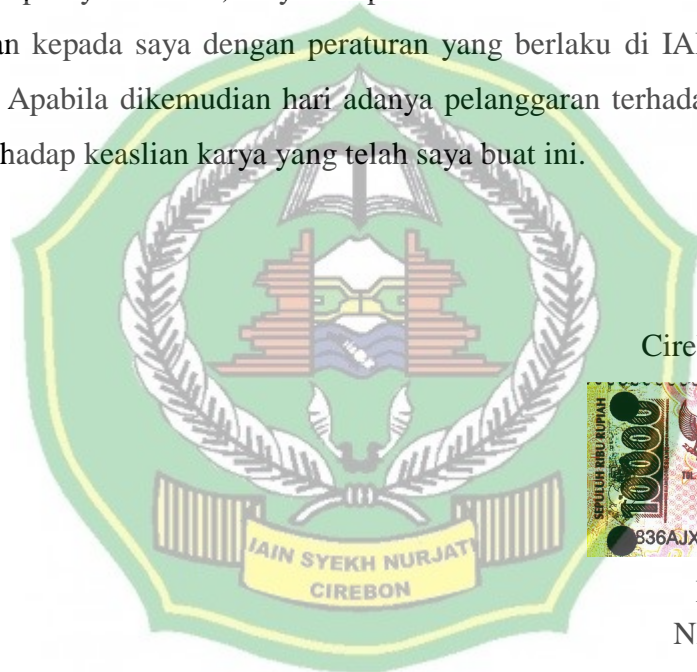 an kepada saya dengan peraturan yang berlaku di IAI
Apabila dikemudian hari adanya pelanggaran terhada
hadap keaslian karya yang telah saya buat ini.
Cire
SEPULUH RIBU RUPIAH
10000
836AJX
IAIN SYEKH NURJATI
CIREBON
N